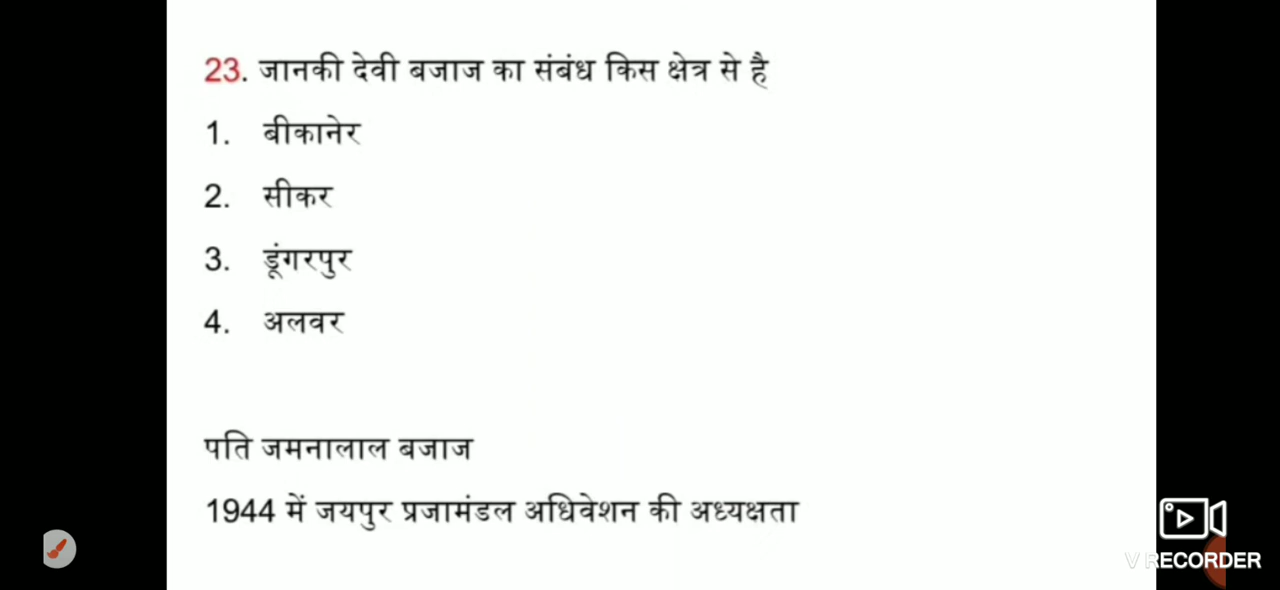 23. जानकी देवी बजाज का संबंध किस क्षेत्र से है
1. बीकानेर
2. सीकर
3. डूंगरपुर
4. अलवर
पति जमनालाल बजाज
1944 में जयपुर प्रजामंडल अधिवेशन की अध्यक्षता
V RECORDER